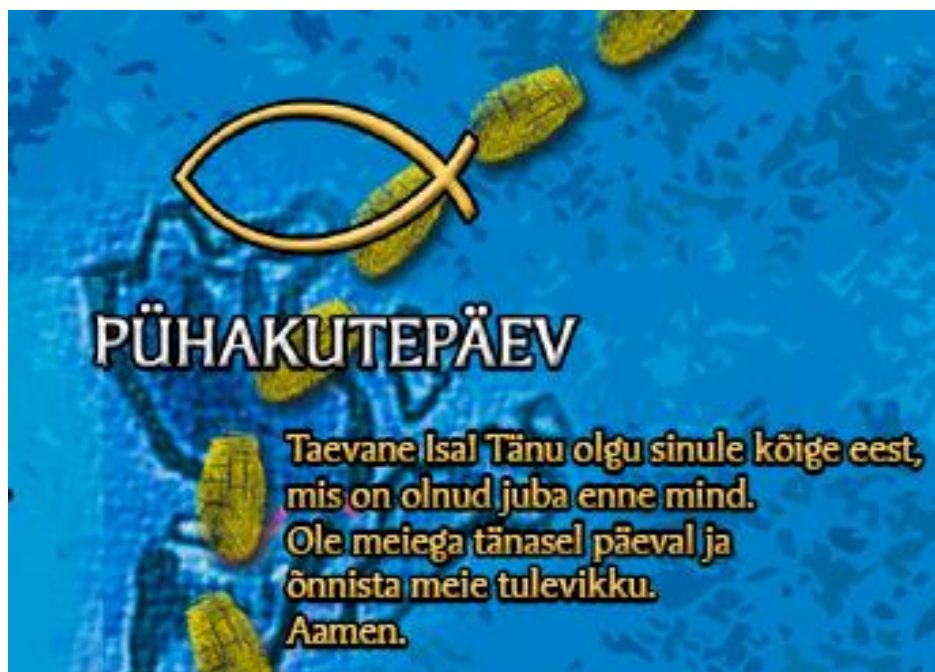 PÜHAKUTEPÄEV
Taevane Isa! Tänu olgu sinule kõige eest,
mis on olnud juba enne mind.
Ole meiega tänasel päeval ja
õnnista meie tulevikku.
Aamen.